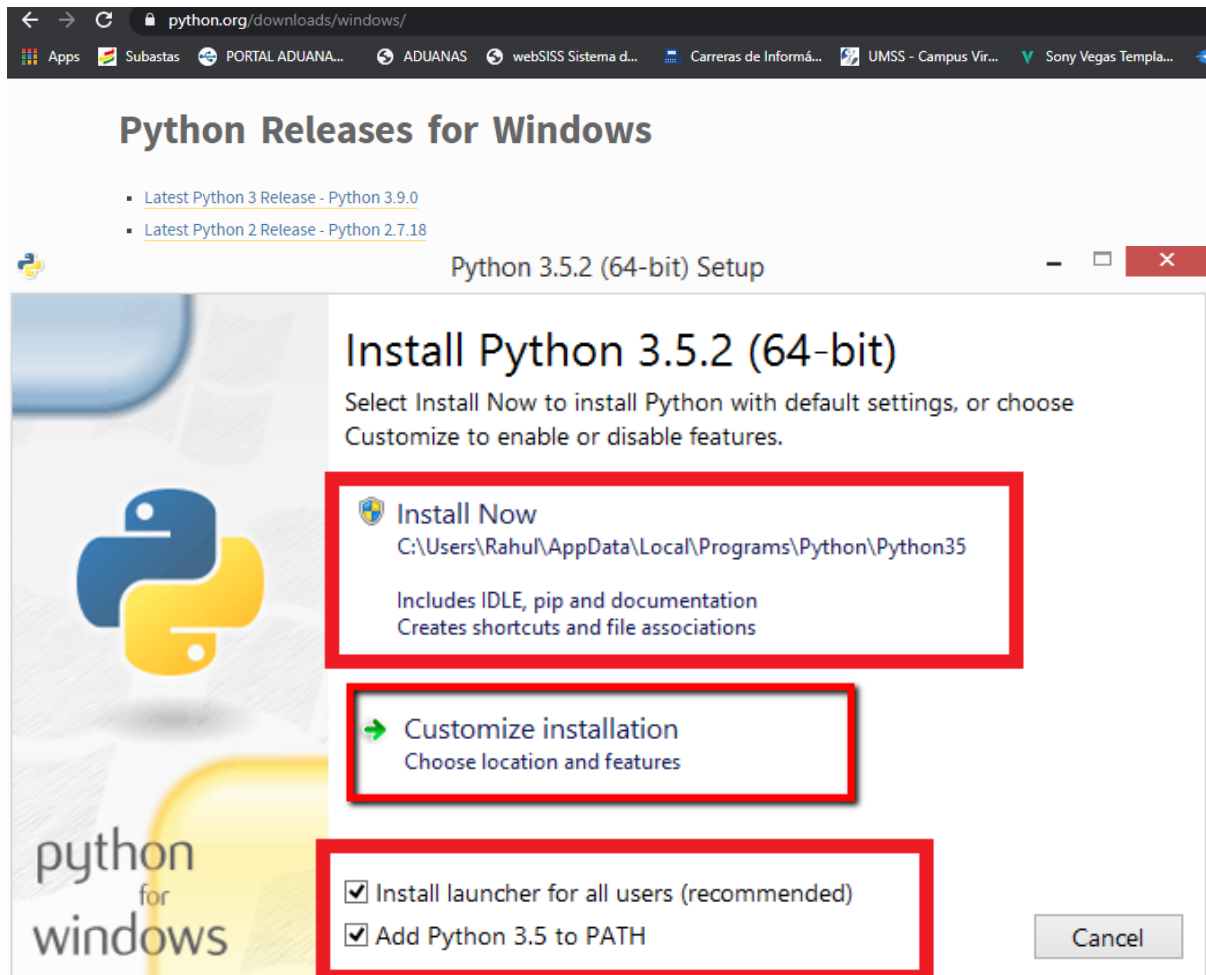 python.org/downloads/windows/
Apps Subastas PORTAL ADUANA... ADUANAS webSISS Sistema d... Carreras de Informá... UMSS - Campus Vir... Sony Vegas Templa...
Python Releases for Windows
Latest Python 3 Release - Python 3.9.0
Latest Python 2 Release - Python 2.7.18
Python 3.5.2 (64-bit) Setup
Install Python 3.5.2 (64-bit)
Select Install Now to install Python with default settings, or choose
Customize to enable or disable features.
Install Now
C:\Users\Rahul\AppData\Local\Programs\Python\Python35
Includes IDLE, pip and documentation
Creates shortcuts and file associations
Customize installation
Choose location and features
python
for
windows
Install launcher for all users (recommended)
Add Python 3.5 to PATH
Cancel